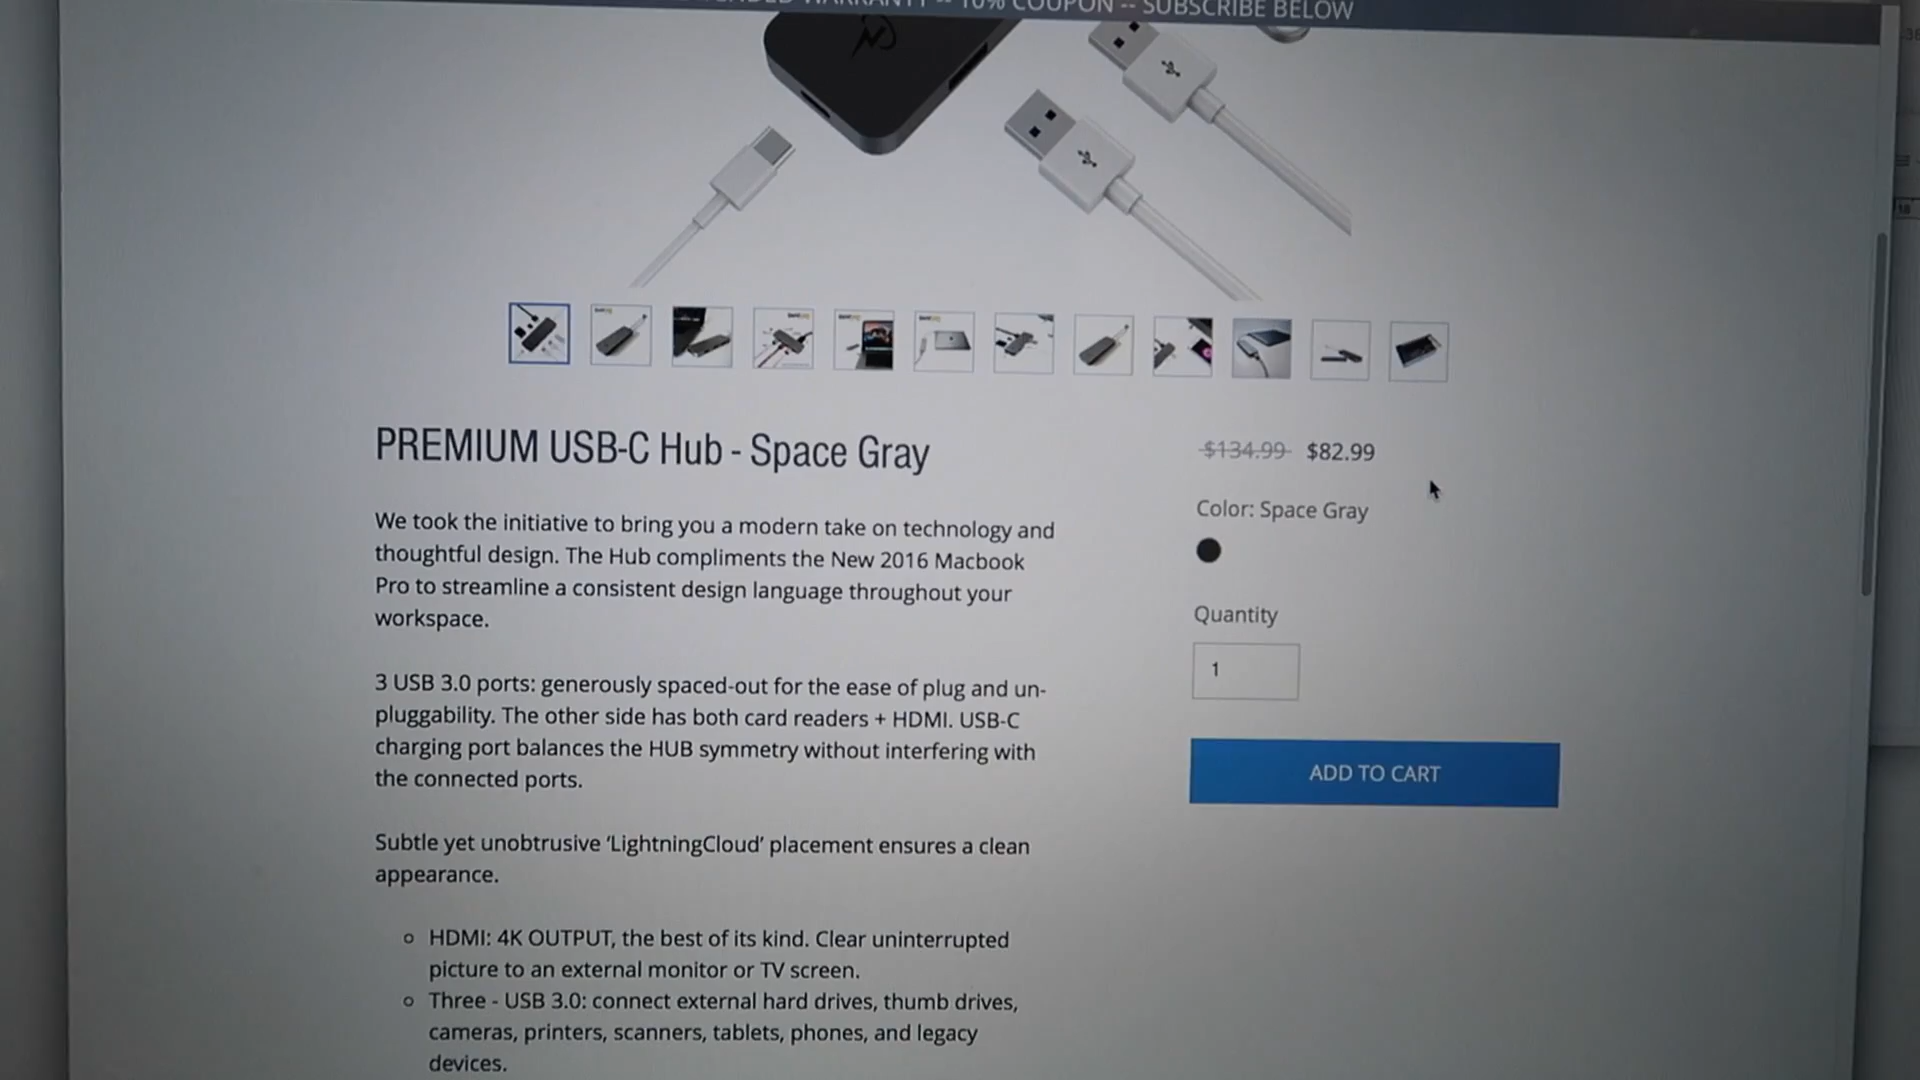 10% COUPON -- SUBSCRIBE BELOW
PREMIUM USB-C Hub - Space Gray
$134.99 $82.99
Color: Space Gray
We took the initiative to bring you a modern take on technology and
thoughtful design. The Hub compliments the New 2016 Macbook
Pro to streamline a consistent design language throughout your
workspace.
Quantity
1
3 USB 3.0 ports: generously spaced-out for the ease of plug and un-
pluggability. The other side has both card readers + HDMI. USB-C
charging port balances the HUB symmetry without interfering with
the connected ports.
ADD TO CART
Subtle yet unobtrusive ‘LightningCloud’ placement ensures a clean
appearance.
HDMI: 4K OUTPUT, the best of its kind. Clear uninterrupted
picture to an external monitor or TV screen.
Three - USB 3.0: connect external hard drives, thumb drives,
cameras, printers, scanners, tablets, phones, and legacy
devices.